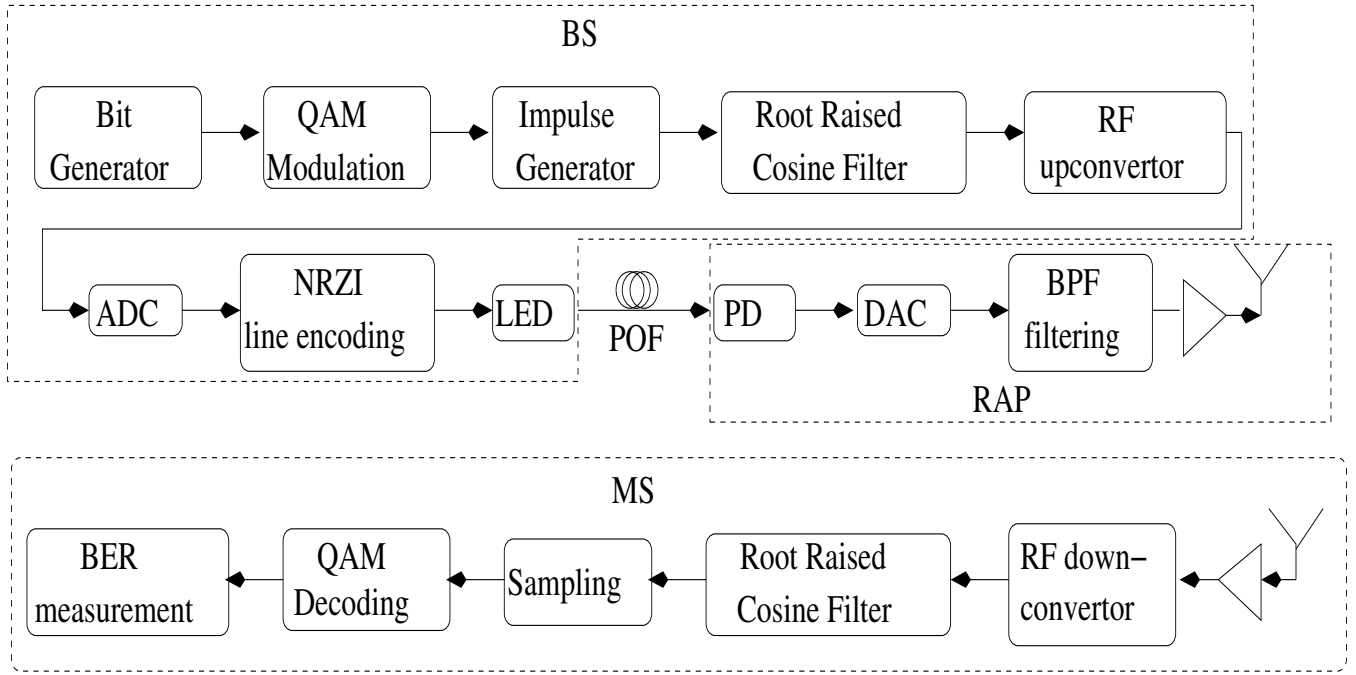 BS
Bit
Generator
QAM
Modulation
Impulse
Generator
Root Raised
Cosine Filter
RF
upconvertor
ADC
NRZI
line encoding
LED
POF
PD
DAC
BPF
filtering
RAP
MS
BER
measurement
QAM
Decoding
Sampling
Root Raised
Cosine Filter
RF down-
convertor